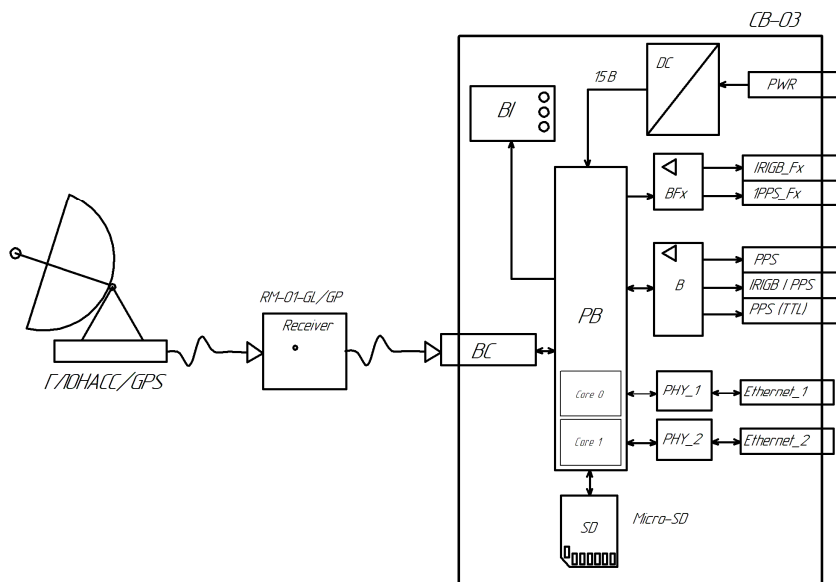 СВ-03
DC
15 В
PWR
BI
IRIGB_Fx
BFx
1PPS_Fx
PPS
B
IRIGB / PPS
PPS (TTL)
RM-01-GL/GP
Receiver
PB
BC
ГЛОНАСС/GPS
Core 0
PHY_1
Ethernet_1
Core 1
PHY_2
Ethernet_2
SD
Micro-SD